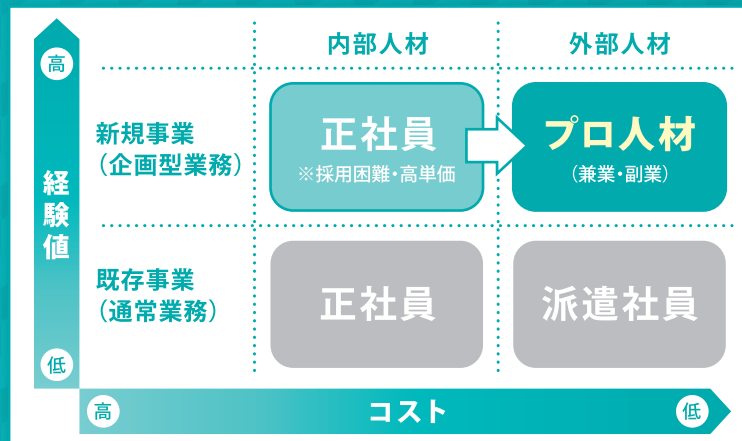 内部人材
外部人材
高
経験値
低
新規事業
（企画型業務）
正社員
※採用困難・高単価
プロ人材
（兼業・副業）
既存事業
（通常業務）
正社員
派遣社員
高
コスト
低